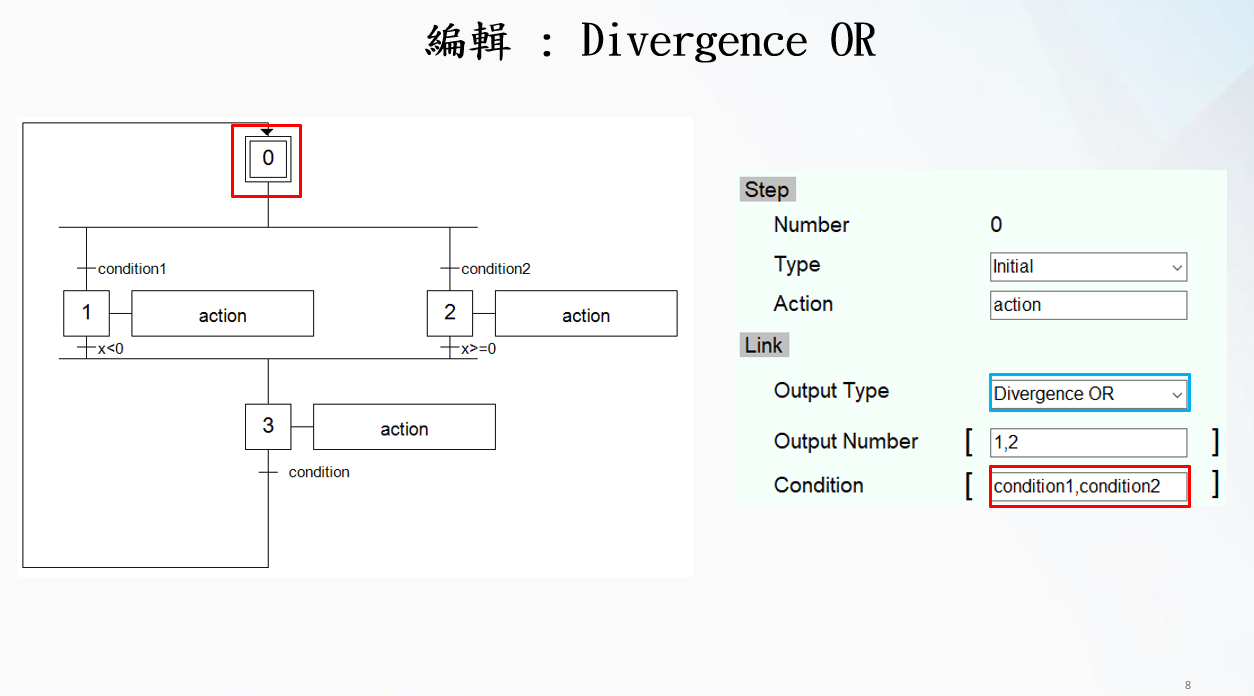 編輯 : Divergence OR
0
condition1
condition2
1
action
2
action
x<0
x>=0
3
action
condition
Step
Number 0
Type Initial
Action action
Link
Output Type Divergence OR
Output Number [ 1,2 ]
Condition [ condition1,condition2 ]
8